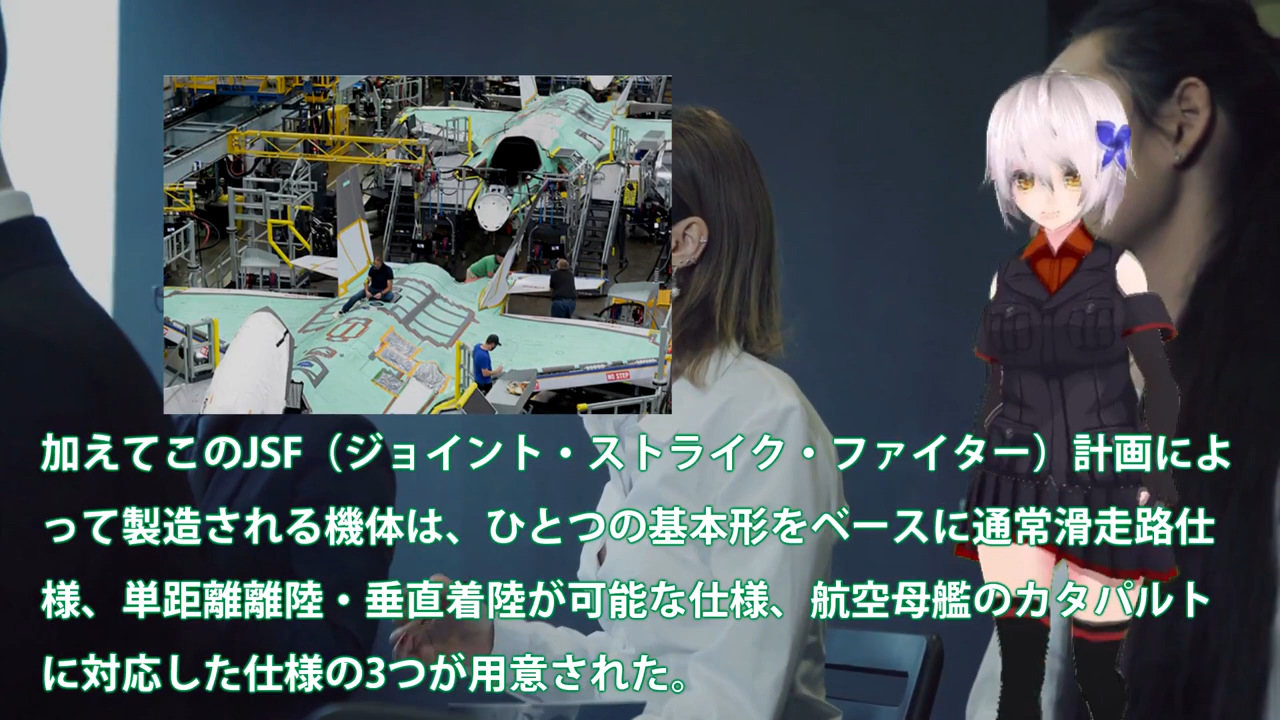 NO STEP
加えてこのJSF（ジョイント・ストライク・ファイター）計画によ
って製造される機体は、ひとつの基本形をベースに通常滑走路仕
様、単距離離陸・垂直着陸が可能な仕様、航空母艦のカタパルト
に対応した仕様の3つが用意された。